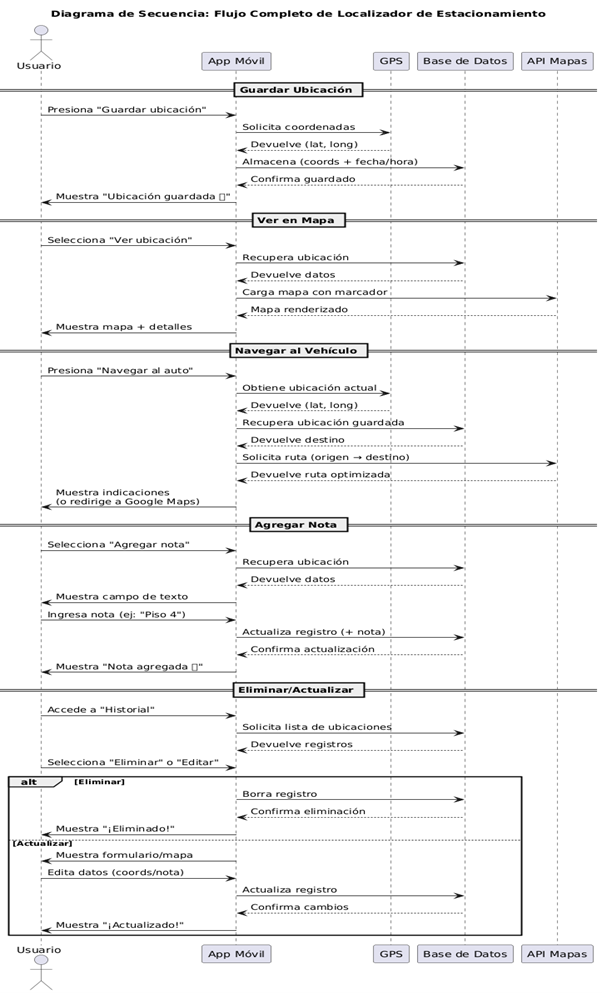 Diagrama de Secuencia: Flujo Completo de Localizador de Estacionamiento
Usuario
App Móvil
GPS
Base de Datos
API Mapas
Guardar Ubicación
Presiona "Guardar ubicación"
Solicita coordenadas
Devuelve (lat, long)
Almacena (coords + fecha/hora)
Confirma guardado
Muestra "Ubicación guardada ▯"
Ver en Mapa
Selecciona "Ver ubicación"
Recupera ubicación
Devuelve datos
Carga mapa con marcador
Mapa renderizado
Muestra mapa + detalles
Navegar al Vehículo
Presiona "Navegar al auto"
Obtiene ubicación actual
Devuelve (lat, long)
Recupera ubicación guardada
Devuelve destino
Solicita ruta (origen → destino)
Devuelve ruta optimizada
Muestra indicaciones
(o redirige a Google Maps)
Agregar Nota
Selecciona "Agregar nota"
Recupera ubicación
Devuelve datos
Muestra campo de texto
Ingresa nota (ej: "Piso 4")
Actualiza registro (+ nota)
Confirma actualización
Muestra "Nota agregada ▯"
Eliminar/Actualizar
Accede a "Historial"
Solicita lista de ubicaciones
Devuelve registros
Selecciona "Eliminar" o "Editar"
alt [Eliminar]
Borra registro
Confirma eliminación
Muestra "¡Eliminado!"
[Actualizar]
Muestra formulario/mapa
Edita datos (coords/nota)
Actualiza registro
Confirma cambios
Muestra "¡Actualizado!"
Usuario
App Móvil
GPS
Base de Datos
API Mapas